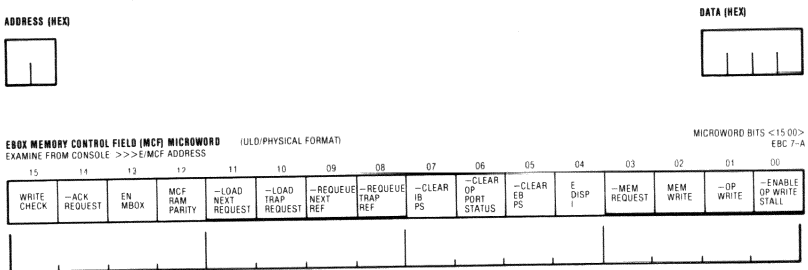 ADDRESS (HEX)
DATA (HEX)
EBOX MEMORY CONTROL FIELD (MCF) MICROWORD (ULD/PHYSICAL FORMAT)
MICROWORD BITS <15 00>
EXAMINE FROM CONSOLE >>>E/MCF ADDRESS
EBC 7-A
15 14 13 12 11 10 09 08 07 06 05 04 03 02 01 00
WRITE CHECK
–ACK REQUEST
EN MBOX
MCF RAM PARITY
–LOAD NEXT REQUEST
–LOAD TRAP REQUEST
–REQUEUE NEXT REF
–REQUEUE TRAP REF
–CLEAR IB PS
–CLEAR OP PORT STATUS
–CLEAR EB PS
E DISP I
–MEM REQUEST
MEM WRITE
–OP WRITE
–ENABLE OP WRITE STALL